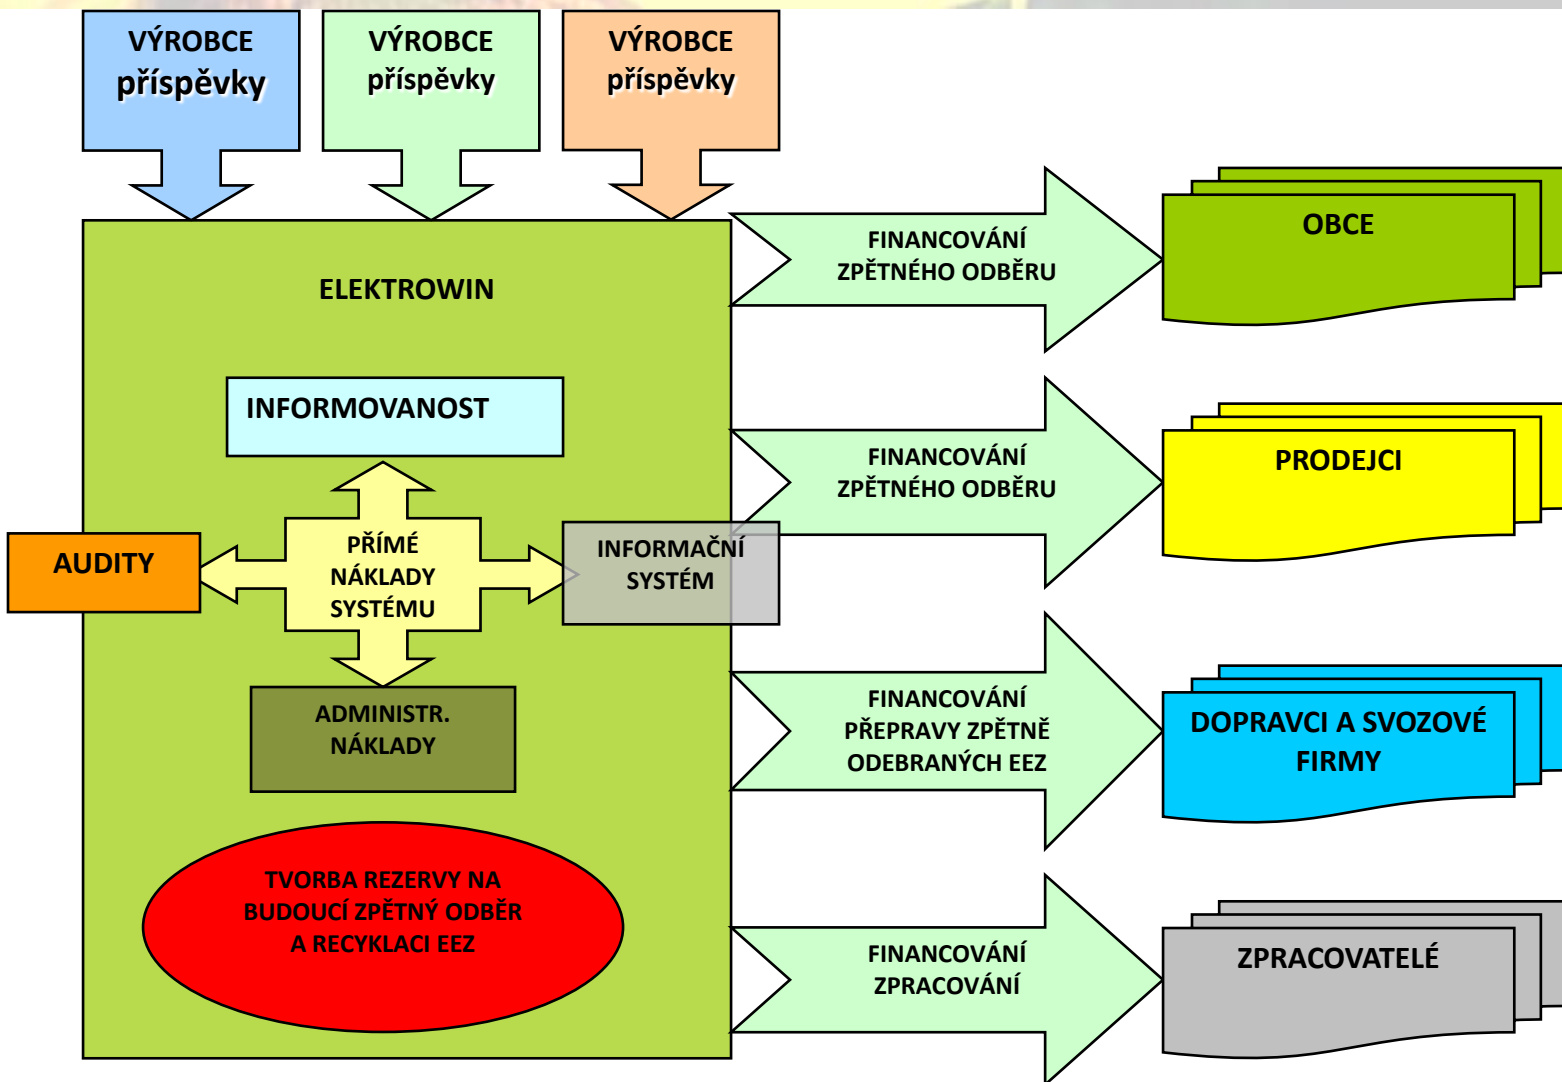 VÝROBCE
příspěvky
VÝROBCE
příspěvky
VÝROBCE
příspěvky
ELEKTROWIN
INFORMOVANOST
AUDITY
PŘÍMÉ
NÁKLADY
SYSTÉMU
INFORMAČNÍ
SYSTÉM
ADMINISTR.
NÁKLADY
TVORBA REZERVY NA
BUDOUCÍ ZPĚTNÝ ODBĚR
A RECYKLACI EEZ
FINANCOVÁNÍ
ZPĚTNÉHO ODBĚRU
OBCE
FINANCOVÁNÍ
ZPĚTNÉHO ODBĚRU
PRODEJCI
FINANCOVÁNÍ
PŘEPRAVY ZPĚTNĚ
ODEBRANÝCH EEZ
DOPRAVCI A SVOZOVÉ
FIRMY
FINANCOVÁNÍ
ZPRACOVÁNÍ
ZPRACOVATELÉ